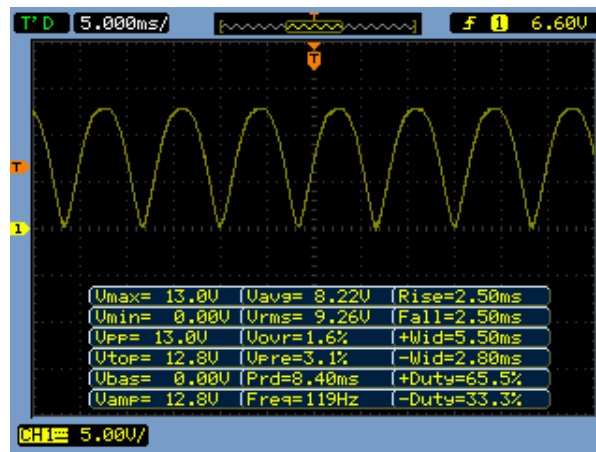 T'D 5.000ms/ T f 1 6.60V
T
T
1
Vmax= 13.0V Vavg= 8.22V Rise=2.50ms
Vmin= 0.00V Vrms= 9.26V Fall=2.50ms
VPP= 13.0V Vovr=1.6% +Wid=5.50ms
Vtop= 12.8V Vpre=3.1% -Wid=2.80ms
Vbas= 0.00V Prd=8.40ms +Duty=65.5%
Vamp= 12.8V Freq=119Hz -Duty=33.3%
CH1 5.00V/